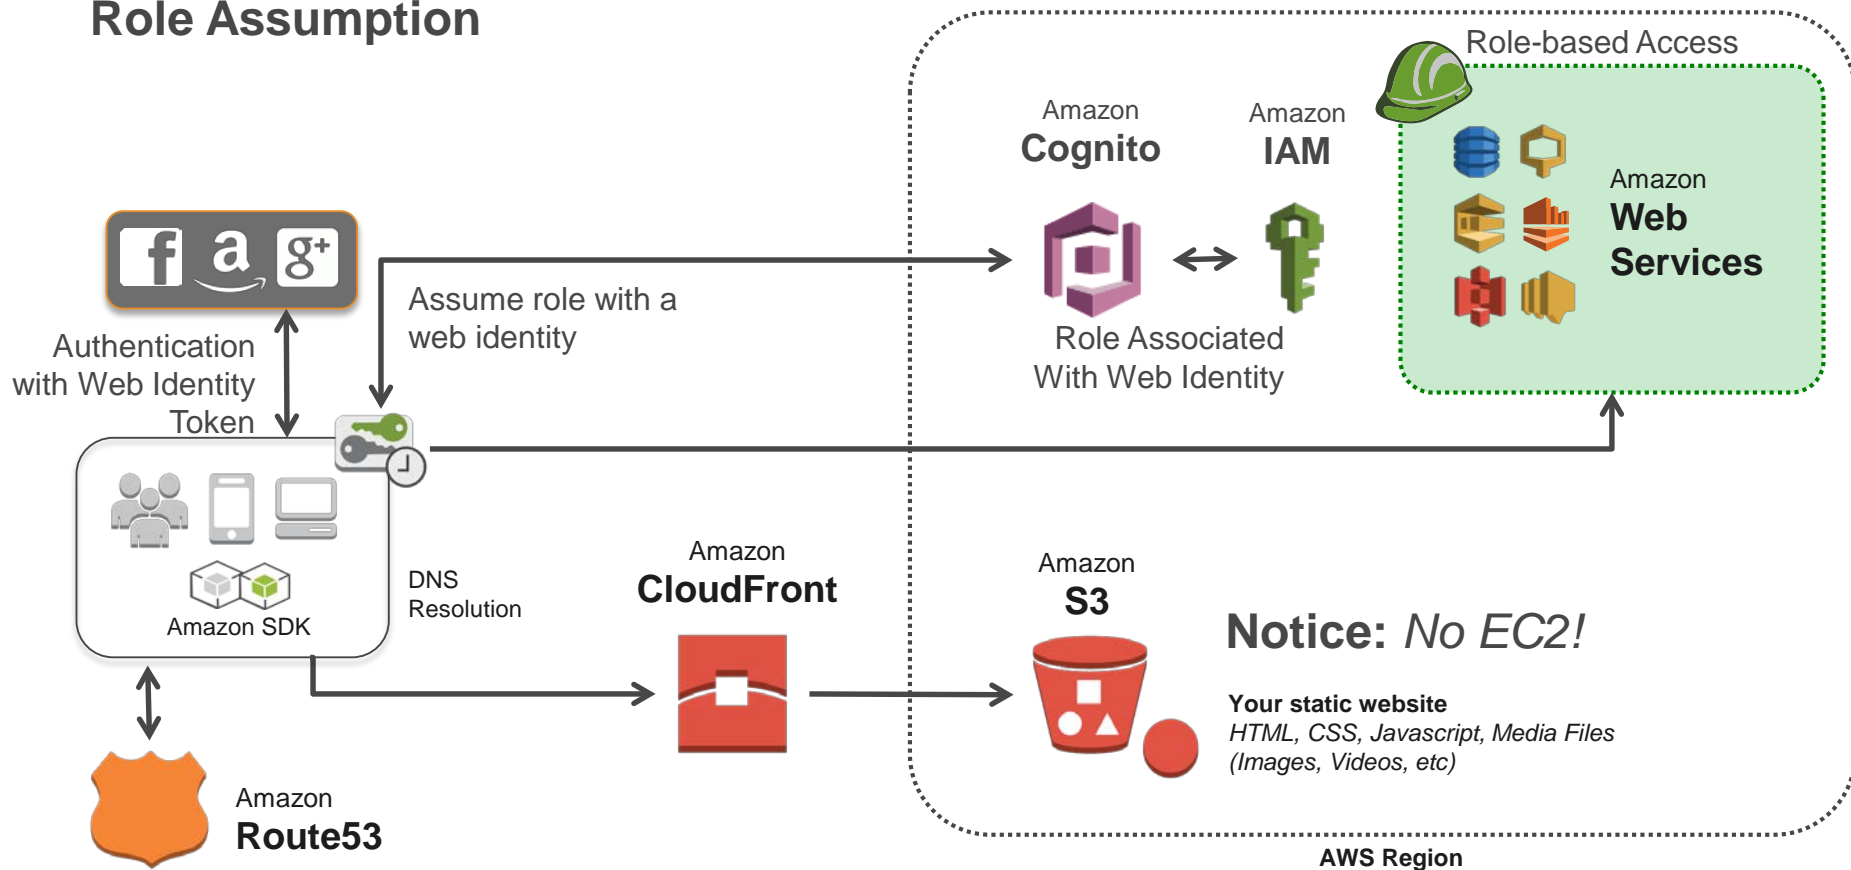 Role Assumption
Role-based Access
Amazon
Cognito
Amazon
IAM
Amazon
Web
Services
f a g+
Assume role with a
web identity
Authentication
with Web Identity
Token
Role Associated
With Web Identity
Amazon SDK
DNS
Resolution
Amazon
CloudFront
Amazon
S3
Notice: No EC2!
Your static website
HTML, CSS, Javascript, Media Files
(Images, Videos, etc)
Amazon
Route53
AWS Region